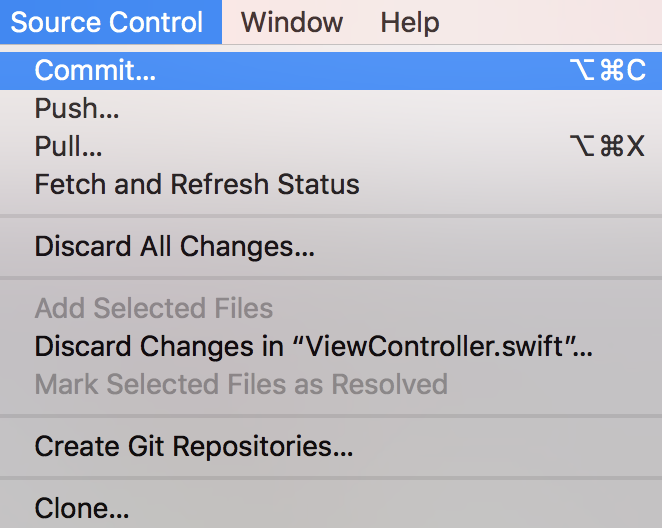 Source Control Window Help
Commit... ⌥⌘C
Push...
Pull... ⌥⌘X
Fetch and Refresh Status
Discard All Changes...
Add Selected Files
Discard Changes in “ViewController.swift”...
Mark Selected Files as Resolved
Create Git Repositories...
Clone...